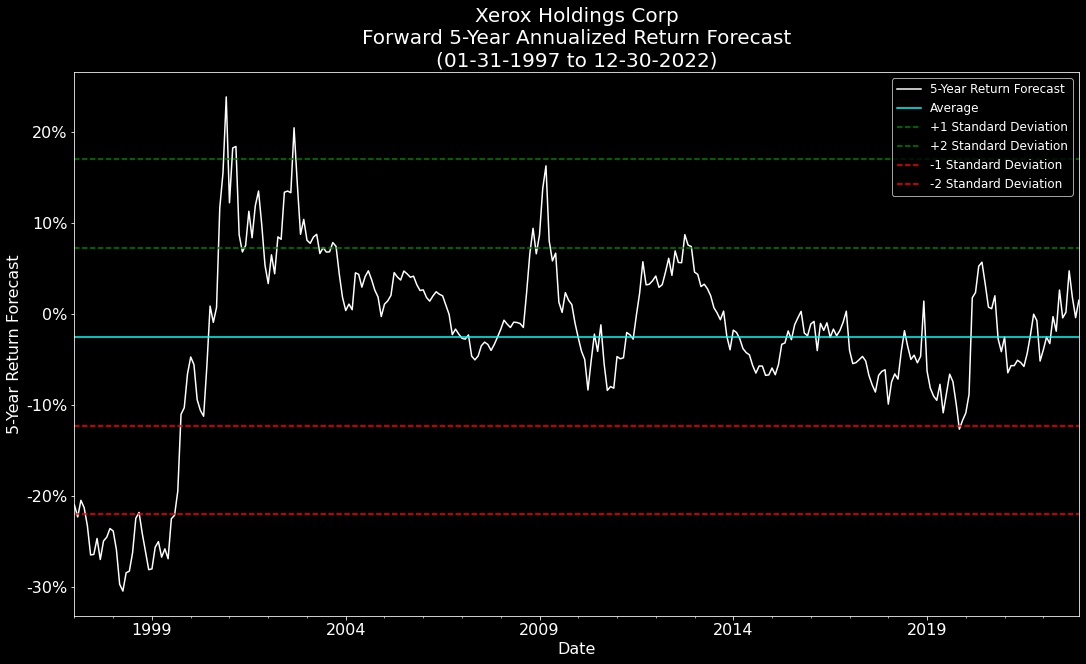 Xerox Holdings Corp
Forward 5-Year Annualized Return Forecast
(01-31-1997 to 12-30-2022)
5-Year Return Forecast
Average
+1 Standard Deviation
+2 Standard Deviation
-1 Standard Deviation
-2 Standard Deviation
5-Year Return Forecast
20%
10%
0%
-10%
-20%
-30%
1999 2004 2009 2014 2019
Date